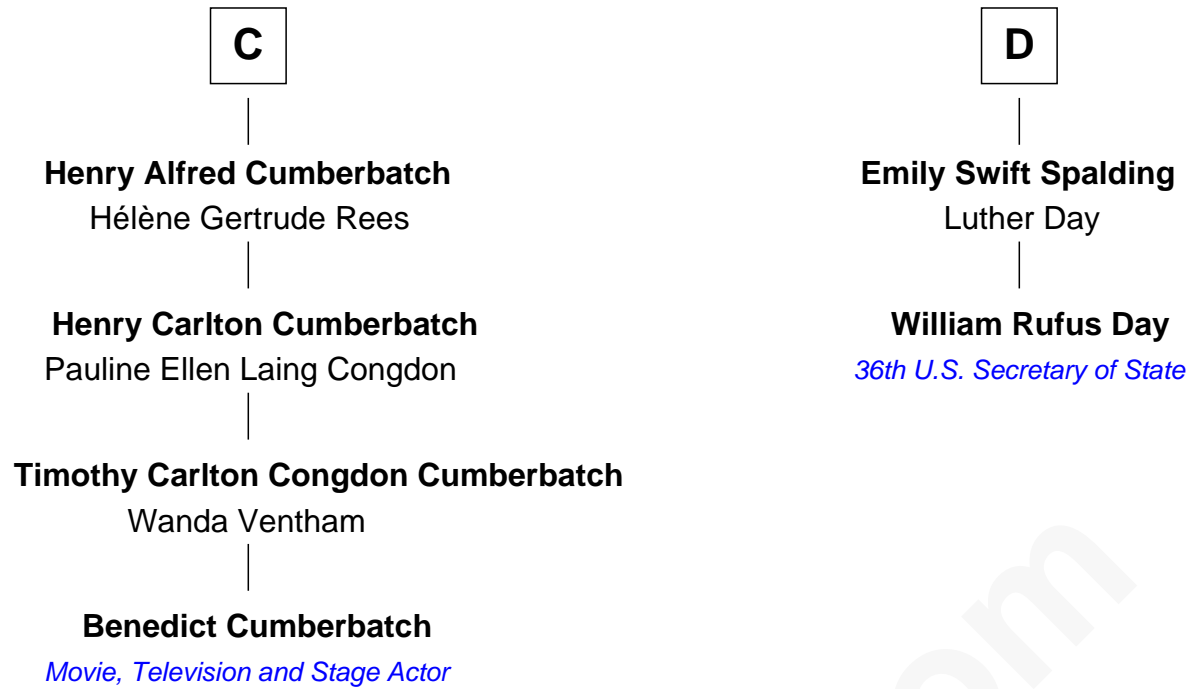 C
Henry Alfred Cumberbatch
Hélène Gertrude Rees
Henry Carlton Cumberbatch
Pauline Ellen Laing Congdon
Timothy Carlton Congdon Cumberbatch
Wanda Ventham
Benedict Cumberbatch
Movie, Television and Stage Actor
D
Emily Swift Spalding
Luther Day
William Rufus Day
36th U.S. Secretary of State
om